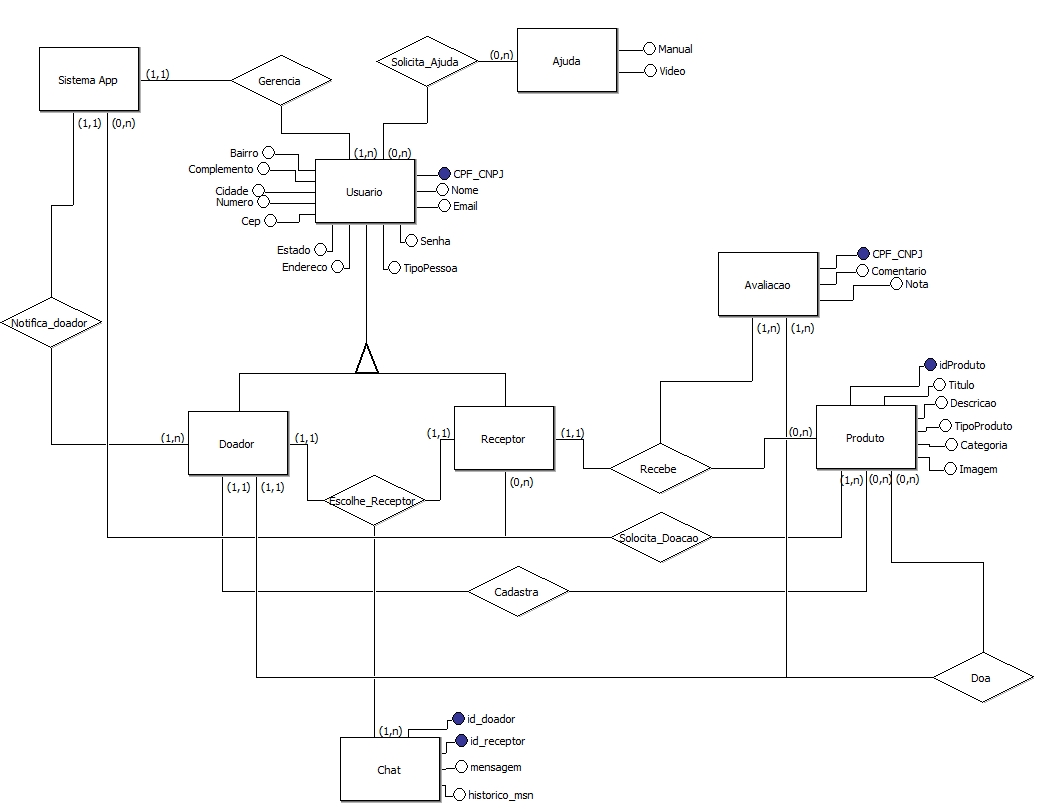 Sistema App
(1,1)
(1,1)
(0,n)
Gerencia
Solicita_Ajuda
(0,n)
Ajuda
Manual
Video
(1,n)
(0,n)
Bairro
Complemento
Cidade
Numero
Cep
Estado
Endereco
Usuario
CPF_CNPJ
Nome
Email
Senha
TipoPessoa
Avaliacao
CPF_CNPJ
Comentario
Nota
(1,n)
(1,n)
Notifica_doador
(1,n)
Doador
(1,1)
(1,1)
(1,1)
Escolhe_Receptor
(1,1)
Receptor
(1,1)
(0,n)
Recebe
(0,n)
Produto
idProduto
Titulo
Descricao
TipoProduto
Categoria
Imagem
(1,n)
(0,n)
(0,n)
Solocita_Doacao
Cadastra
Doa
(1,n)
Chat
id_doador
id_receptor
mensagem
historico_msn